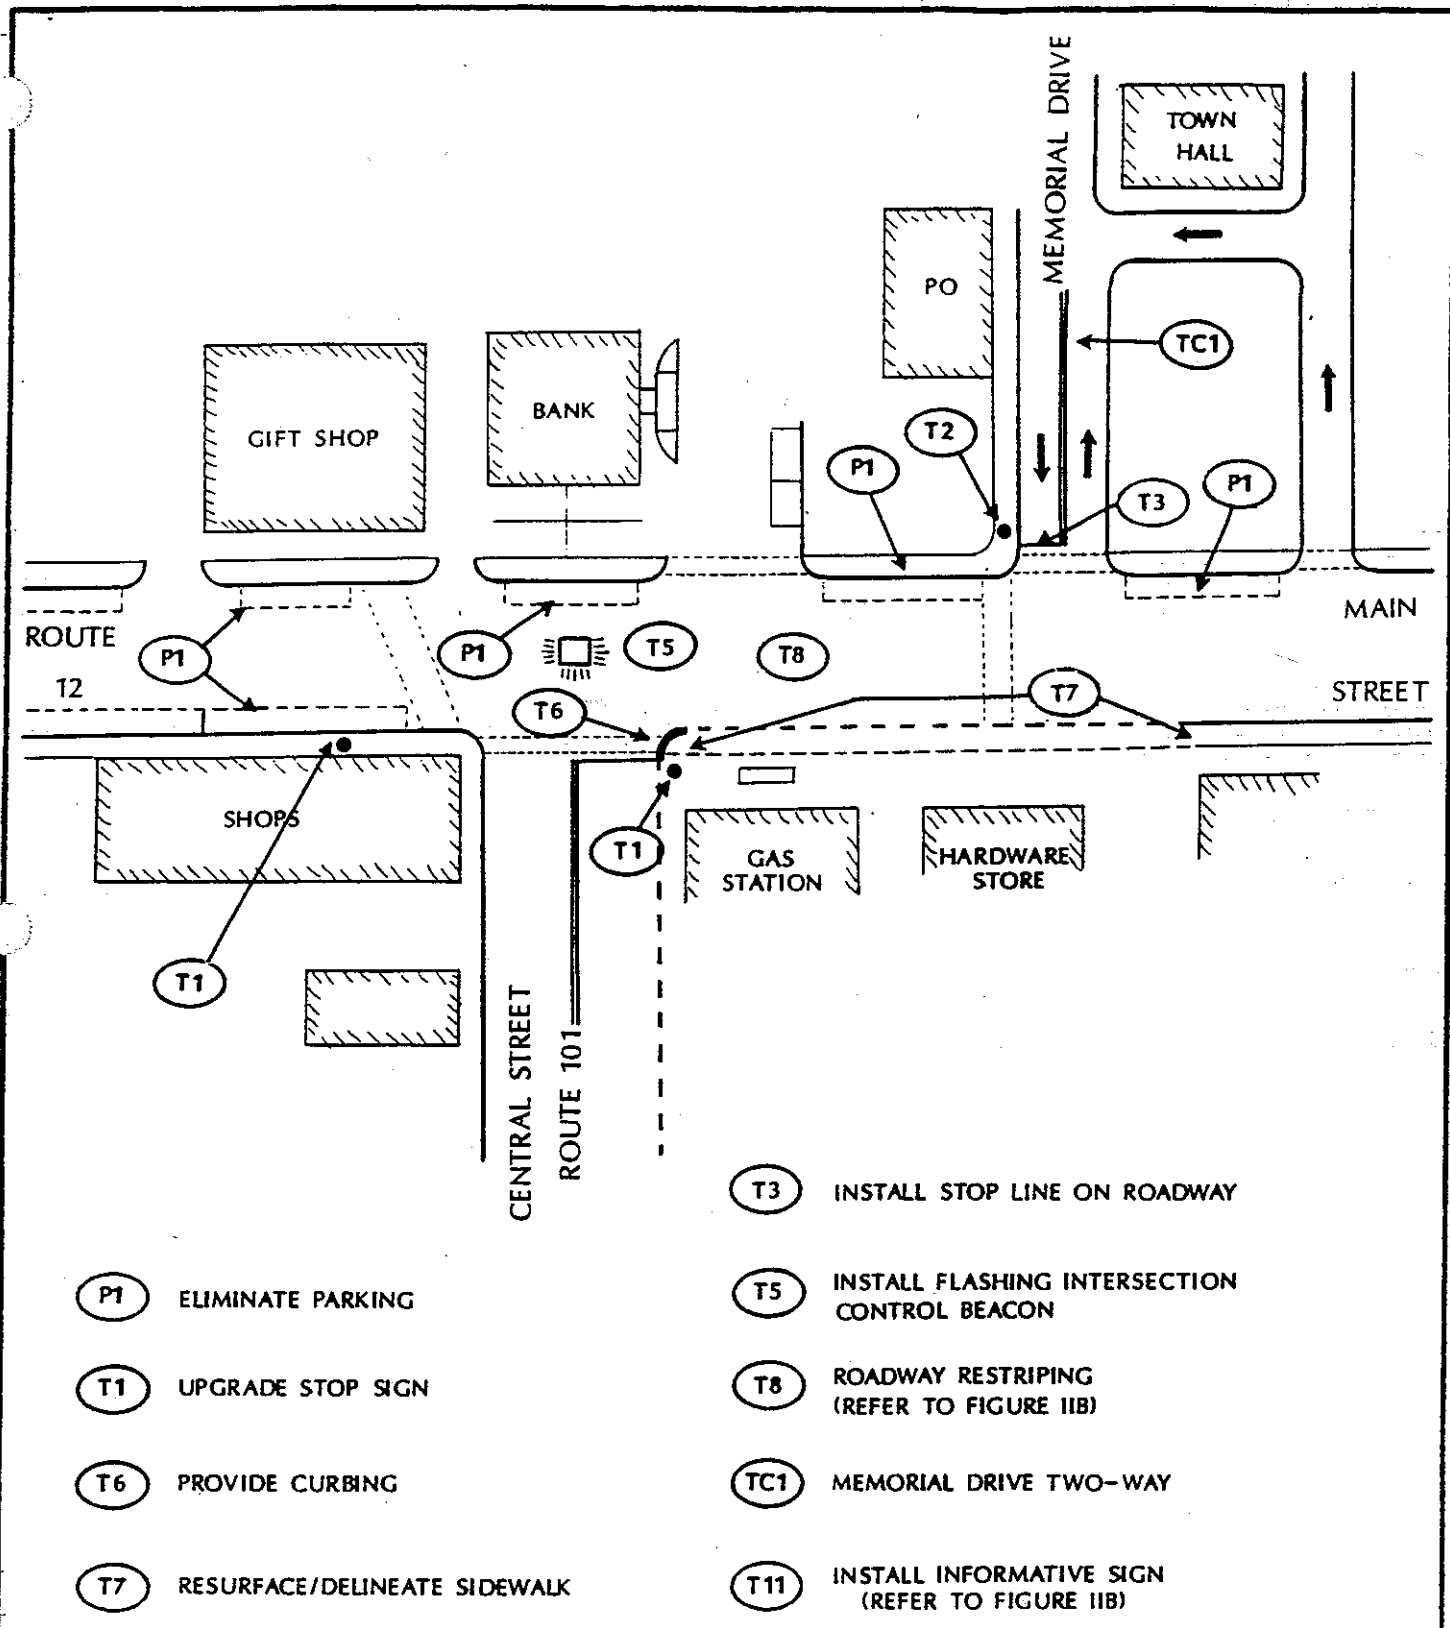 MEMORIAL DRIVE
TOWN
HALL
PO
TC1
GIFT SHOP
BANK
T2
P1
T3
P1
ROUTE
12
P1
P1
T5
T8
MAIN
STREET
T7
T6
SHOPS
T1
GAS
STATION
HARDWARE
STORE
T1
CENTRAL STREET
ROUTE 101
T3 INSTALL STOP LINE ON ROADWAY
P1 ELIMINATE PARKING
T5 INSTALL FLASHING INTERSECTION
CONTROL BEACON
T1 UPGRADE STOP SIGN
T8 ROADWAY RESTRIPING
(REFER TO FIGURE IIB)
T6 PROVIDE CURBING
TC1 MEMORIAL DRIVE TWO-WAY
T7 RESURFACE/DELINEATE SIDEWALK
T11 INSTALL INFORMATIVE SIGN
(REFER TO FIGURE IIB)